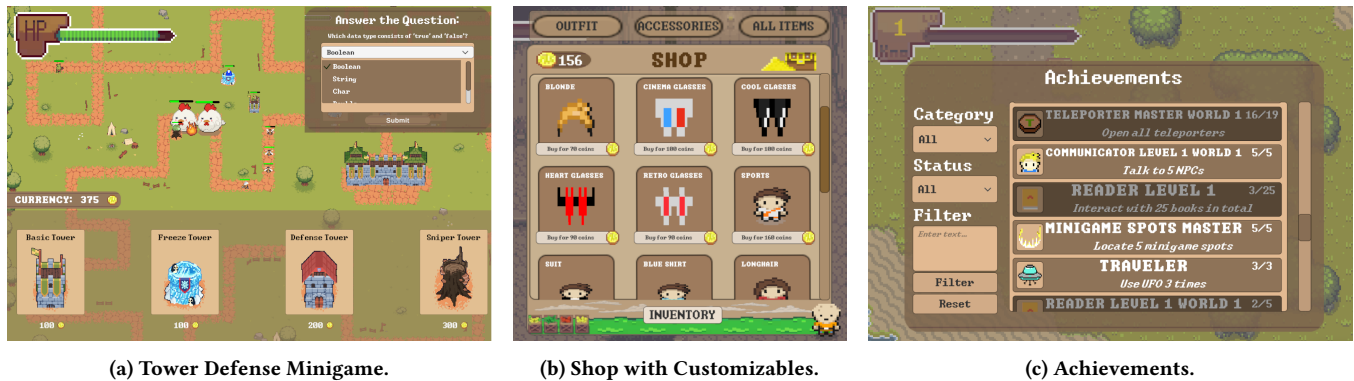 HP
Answer the Question:
Which data type consists of 'true' and 'false'?
Boolean
Boolean
String
Char
Submit
CURRENCY: 375
Basic Tower
Freeze Tower
Defense Tower
Sniper Tower
100
100
200
300
(a) Tower Defense Minigame.
OUTFIT
ACCESSORIES
ALL ITEMS
156
SHOP
BLONDE
CINEMA GLASSES
COOL GLASSES
Buy for 70 coins
Buy for 100 coins
Buy for 100 coins
HEART GLASSES
RETRO GLASSES
SPORTS
Buy for 90 coins
Buy for 90 coins
Buy for 160 coins
SUIT
BLUE SHIRT
LONGHAIR
INVENTORY
(b) Shop with Customizables.
1
Achievements
Category
All
Status
All
Filter
Enter text...
Filter
Reset
TELEPORTER MASTER WORLD 1 16/19
Open all teleporters
COMMUNICATOR LEVEL 1 WORLD 1 5/5
Talk to 5 NPCs
READER LEVEL 1 3/25
Interact with 25 books in total
MINIGAME SPOTS MASTER 5/5
Locate 5 minigame spots
TRAVELER 3/3
Use UFO 3 times
READER LEVEL 1 WORLD 1 2/5
(c) Achievements.